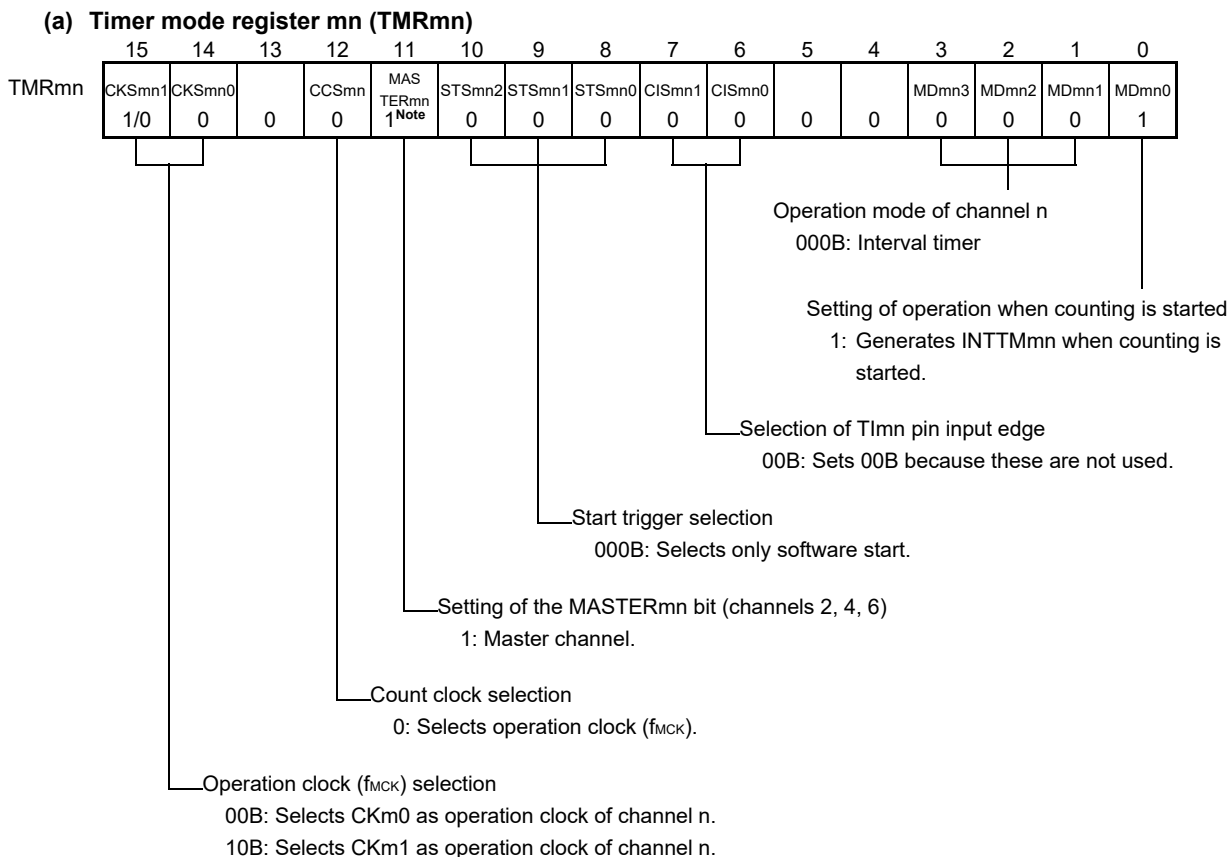 (a) Timer mode register mn (TMRmn)
15 14 13 12 11 10 9 8 7 6 5 4 3 2 1 0
TMRmn CKSmn1 CKSmn0 CCSmn MAS STSmn2 STSmn1 STSmn0 CISmn1 CISmn0 MDmn3 MDmn2 MDmn1 MDmn0
TERmn
1/0 0 0 0 1Note 0 0 0 0 0 0 0 0 0 0 1
Operation mode of channel n
000B: Interval timer
Setting of operation when counting is started
1: Generates INTTMmn when counting is
started.
Selection of TImn pin input edge
00B: Sets 00B because these are not used.
Start trigger selection
000B: Selects only software start.
Setting of the MASTERmn bit (channels 2, 4, 6)
1: Master channel.
Count clock selection
0: Selects operation clock (fMCK).
Operation clock (fMCK) selection
00B: Selects CKm0 as operation clock of channel n.
10B: Selects CKm1 as operation clock of channel n.